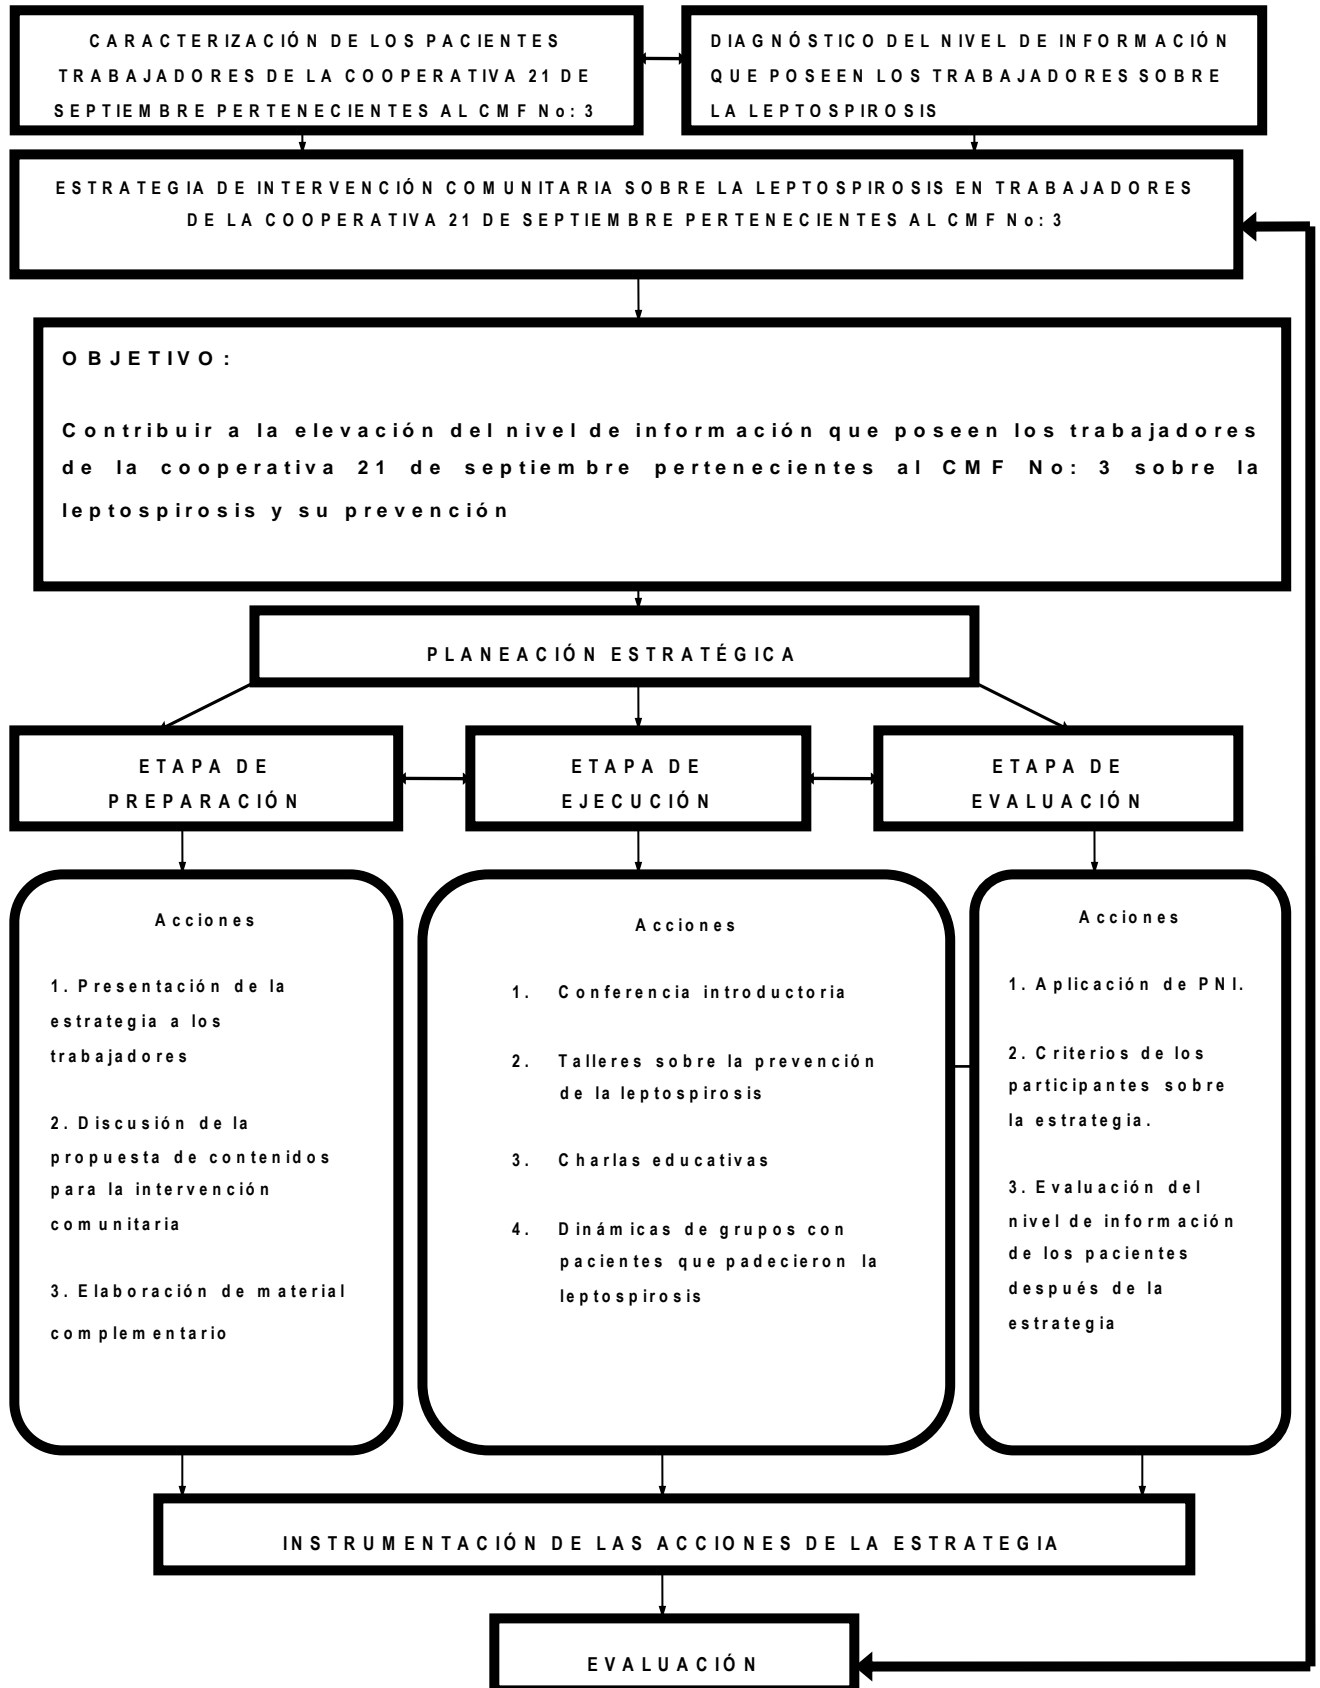 CARACTERIZACIÓN DE LOS PACIENTES
TRABAJADORES DE LA COOPERATIVA 21 DE
SEPTIEMBRE PERTENECIENTES AL CMF No: 3
DIAGNÓSTICO DEL NIVEL DE INFORMACIÓN
QUE POSEEN LOS TRABAJADORES SOBRE
LA LEPTOSPIROSIS
ESTRATEGIA DE INTERVENCIÓN COMUNITARIA SOBRE LA LEPTOSPIROSIS EN TRABAJADORES
DE LA COOPERATIVA 21 DE SEPTIEMBRE PERTENECIENTES AL CMF No: 3
OBJETIVO:
Contribuir a la elevación del nivel de información que poseen los trabajadores
de la cooperativa 21 de septiembre pertenecientes al CMF No: 3 sobre la
leptospirosis y su prevención
PLANEACIÓN ESTRATÉGICA
ETAPA DE
PREPARACIÓN
ETAPA DE
EJECUCIÓN
ETAPA DE
EVALUACIÓN
Acciones
1. Presentación de la
estrategia a los
trabajadores
2. Discusión de la
propuesta de contenidos
para la intervención
comunitaria
3. Elaboración de material
complementario
Acciones
1. Conferencia introductoria
2. Talleres sobre la prevención
de la leptospirosis
3. Charlas educativas
4. Dinámicas de grupos con
pacientes que padecieron la
leptospirosis
Acciones
1. Aplicación de PNI.
2. Criterios de los
participantes sobre
la estrategia.
3. Evaluación del
nivel de información
de los pacientes
después de la
estrategia
INSTRUMENTACIÓN DE LAS ACCIONES DE LA ESTRATEGIA
EVALUACIÓN